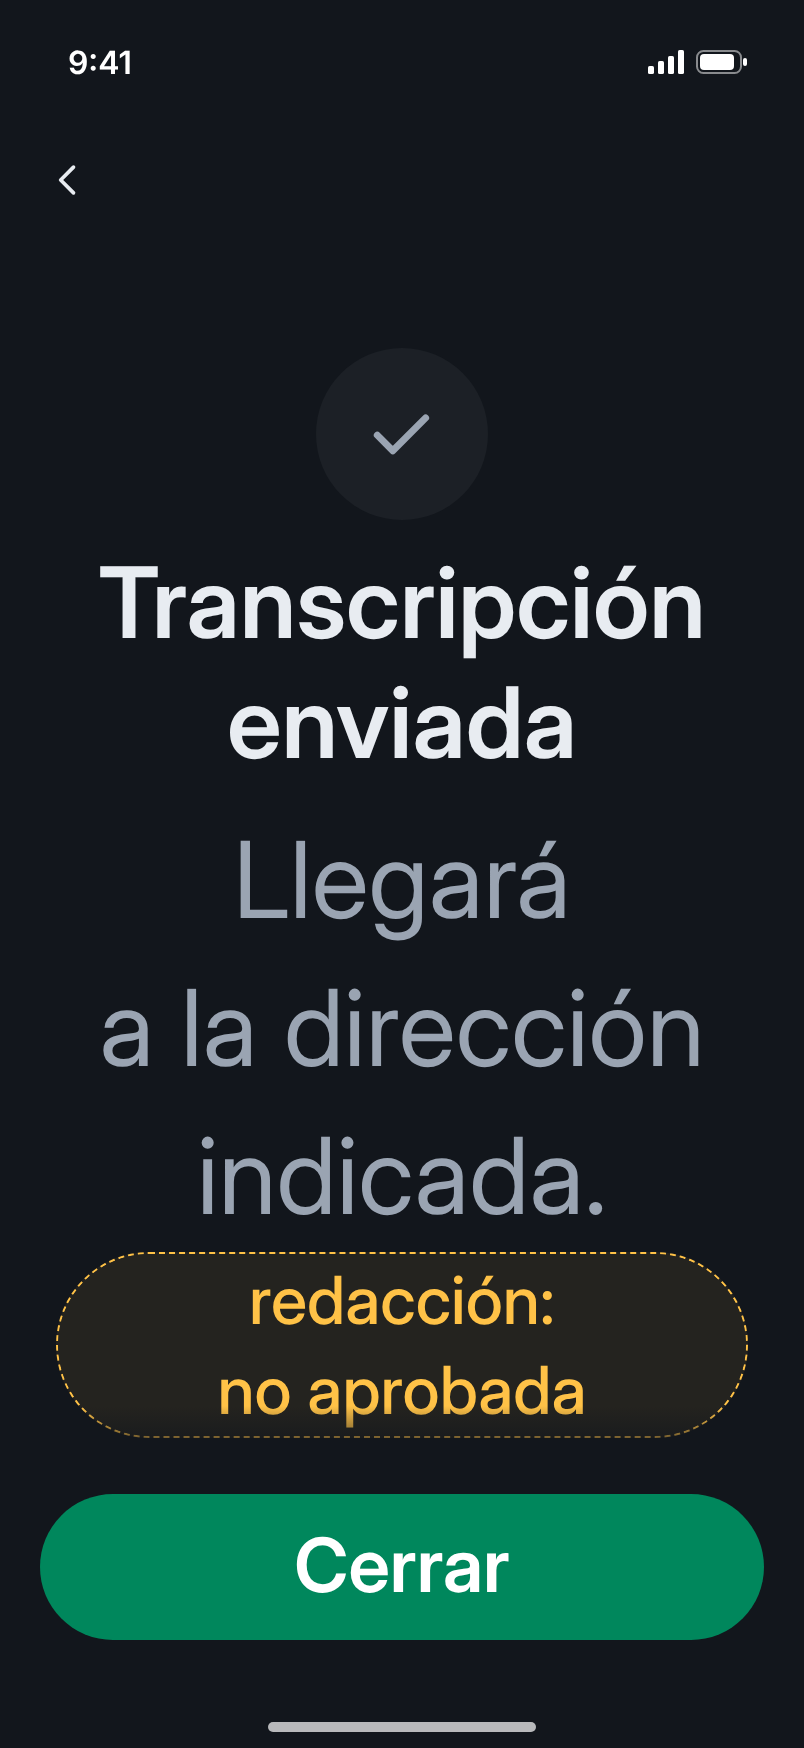 9:41
Transcripción
enviada
Llegará
a la dirección
indicada.
redacción:
no aprobada
Cerrar